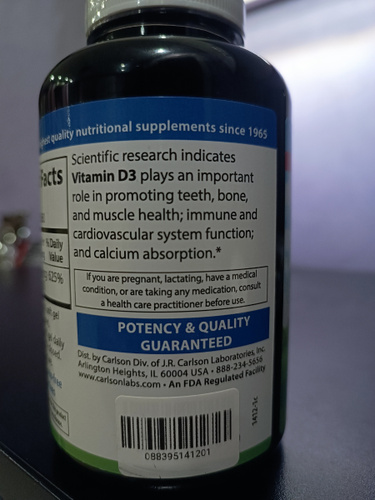 quality nutritional supplements since 1965
Facts
Scientific research indicates
Vitamin D3 plays an important
role in promoting teeth, bone,
and muscle health; immune and
cardiovascular system function;
and calcium absorption.*
% Daily
Value
625%
If you are pregnant, lactating, have a medical
condition, or are taking any medication, consult
a health care practitioner before use.
POTENCY & QUALITY
GUARANTEED
Dist. by Carlson Div. of J.R. Carlson Laboratories, Inc.
Arlington Heights, IL 60004 USA • 888-234-5656
www.carlsonlabs.com • An FDA Regulated Facility
088395141201